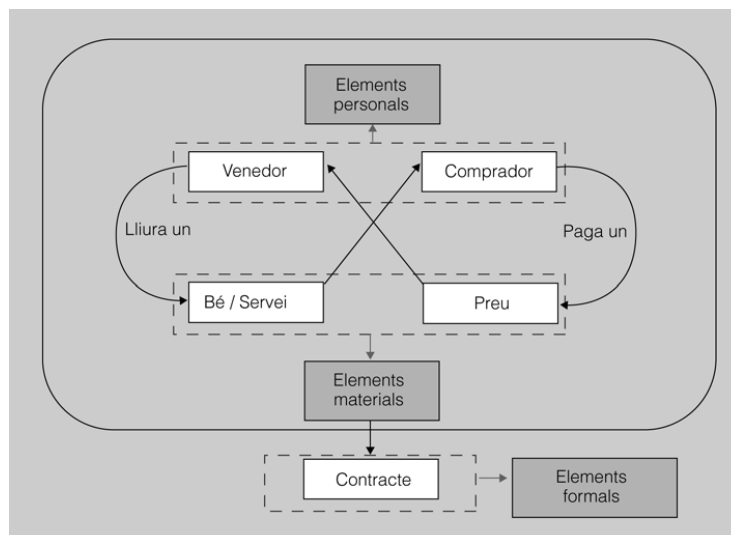 Elements
personals
Venedor
Comprador
Lliura un
Paga un
Bé / Servei
Preu
Elements
materials
Contracte
Elements
formals